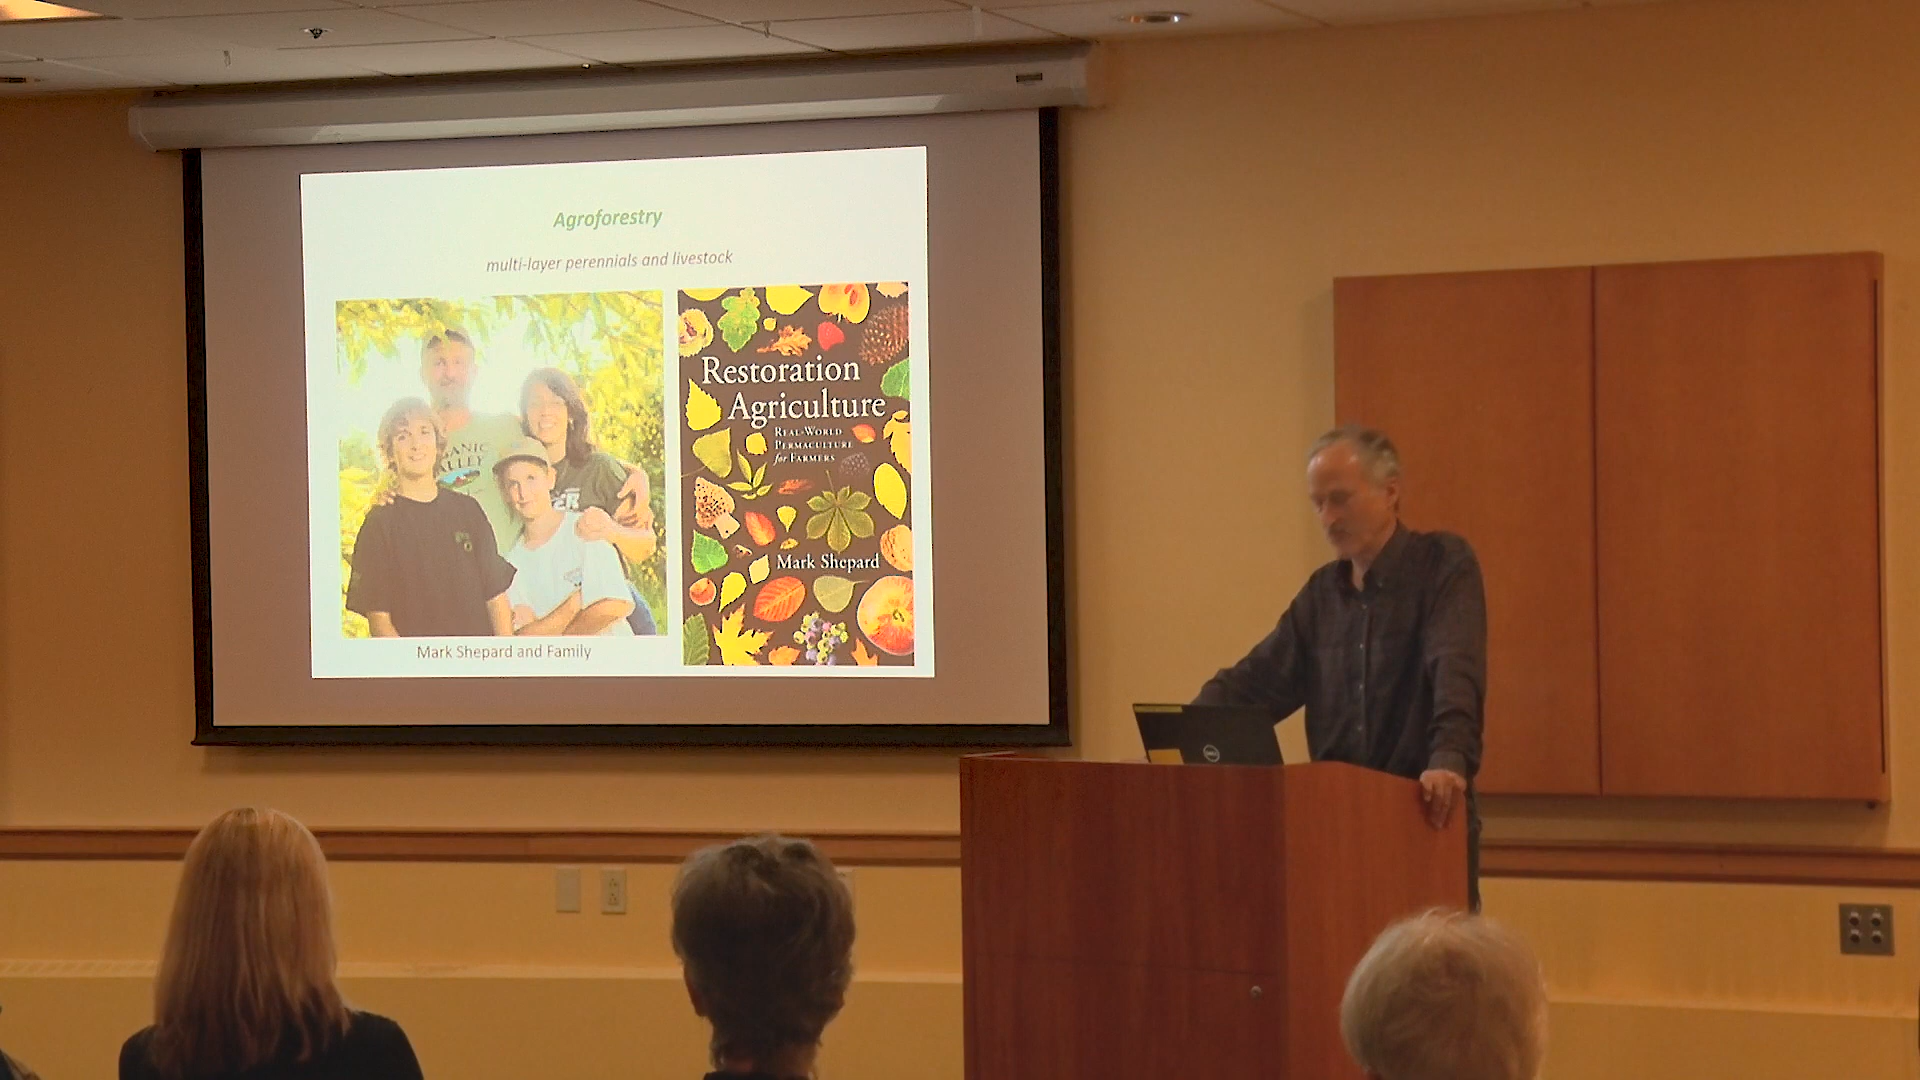 Agroforestry
multi-layer perennials and livestock
Restoration
Agriculture
REAL-WORLD
PERMACULTURE
for FARMERS
Mark Shepard
Mark Shepard and Family
DELL